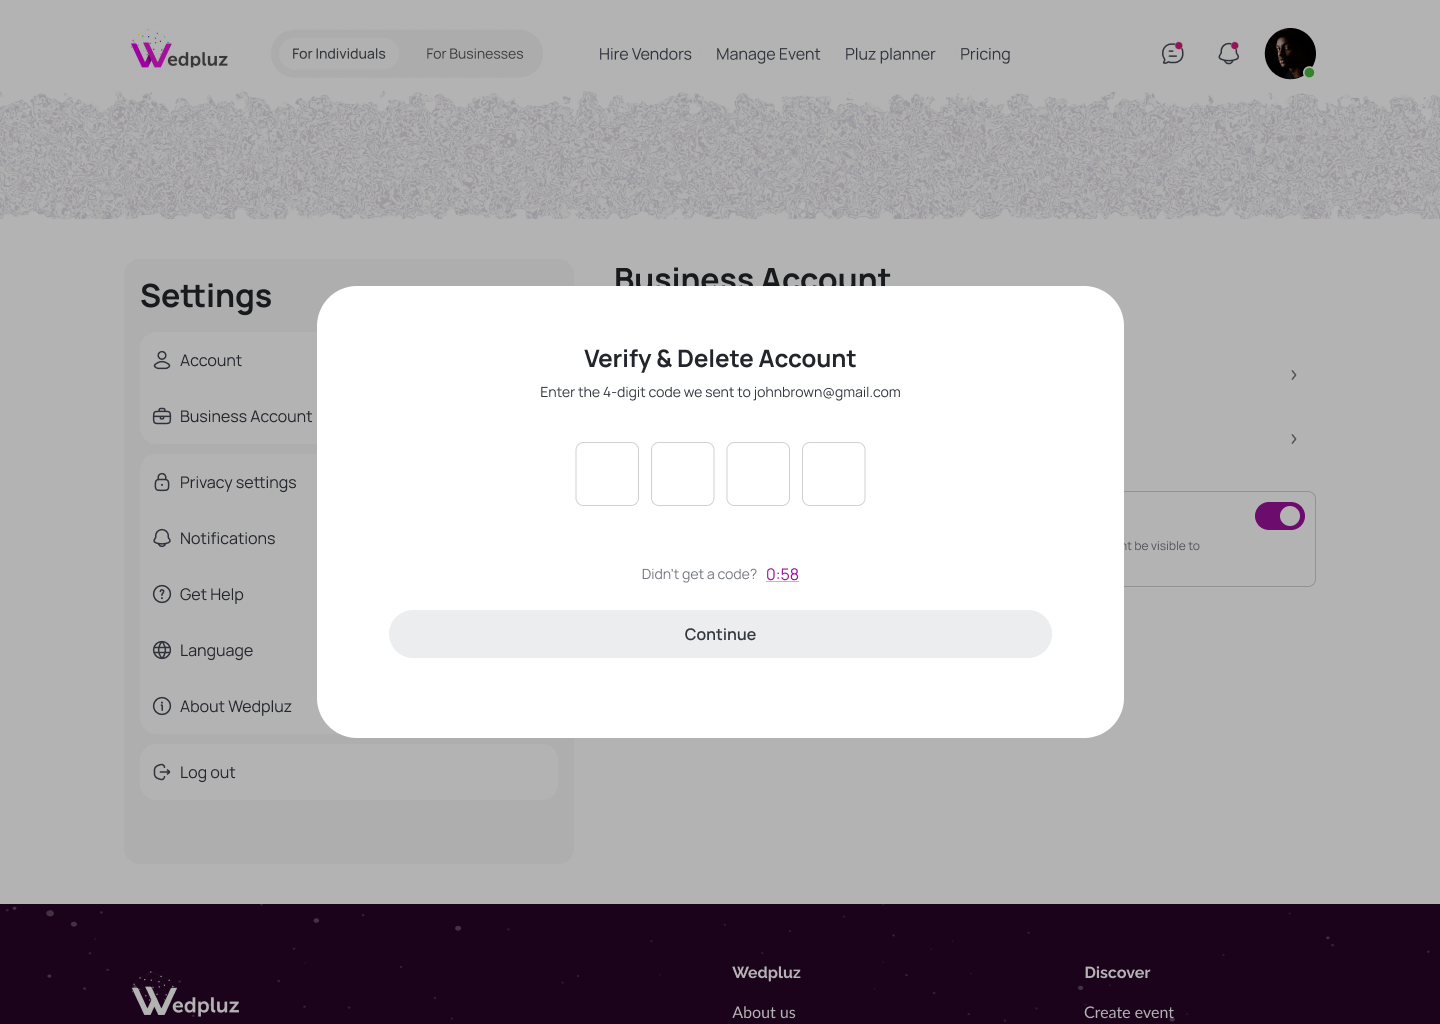 Wedpluz
For Individuals
For Businesses
Hire Vendors
Manage Event
Pluz planner
Pricing
Settings
Account
Business Account
Privacy settings
Notifications
Get Help
Language
About Wedpluz
Log out
Business Account
be visible to
Verify & Delete Account
Enter the 4-digit code we sent to johnbrown@gmail.com
Didn't get a code? 0:58
Continue
Wedpluz
Wedpluz
About us
Discover
Create event